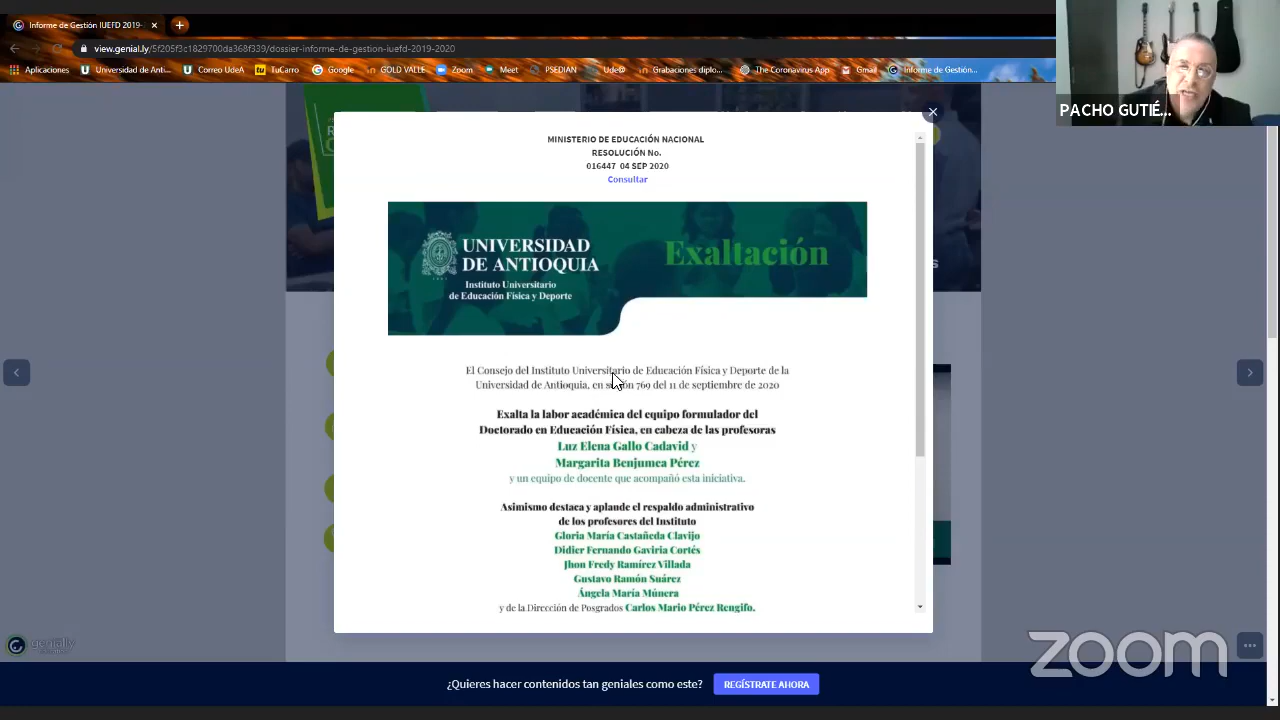 Informe de Gestión IUEFD 2019-
view.genial.ly/5f205f3c1829700da368f339/dossier-informe-de-gestion-iuefd-2019-2020
Aplicaciones Universidad de Anti... Correo UdeA TuCarro Google GOLD VALLE Zoom Meet PSEDIAN Ude@ Grabaciones diplo... The Coronavirus App Gmail Informe de Gestión...
PACHO GUTIÉ...
MINISTERIO DE EDUCACIÓN NACIONAL
RESOLUCIÓN No.
016447 04 SEP 2020
Consultar
UNIVERSIDAD
DE ANTIOQUIA
Instituto Universitario
de Educación Física y Deporte
Exaltación
El Consejo del Instituto Universitario de Educación Física y Deporte de la
Universidad de Antioquia, en sesión 769 del 11 de septiembre de 2020
Exalta la labor académica del equipo formulador del
Doctorado en Educación Física, en cabeza de las profesoras
Luz Elena Gallo Cadavid y
Margarita Benjumea Pérez
y un equipo de docente que acompañó esta iniciativa.
Asimismo destaca y aplande el respaldo administrativo
de los profesores del Instituto
Gloria María Castañeda Clavijo
Didier Fernando Gaviria Cortés
Jhon Fredy Ramírez Villada
Gustavo Ramón Suárez
Ángela María Múnera
y de la Dirección de Posgrados Carlos Mario Pérez Rengifo.
genially
zoom
¿Quieres hacer contenidos tan geniales como este? REGÍSTRATE AHORA